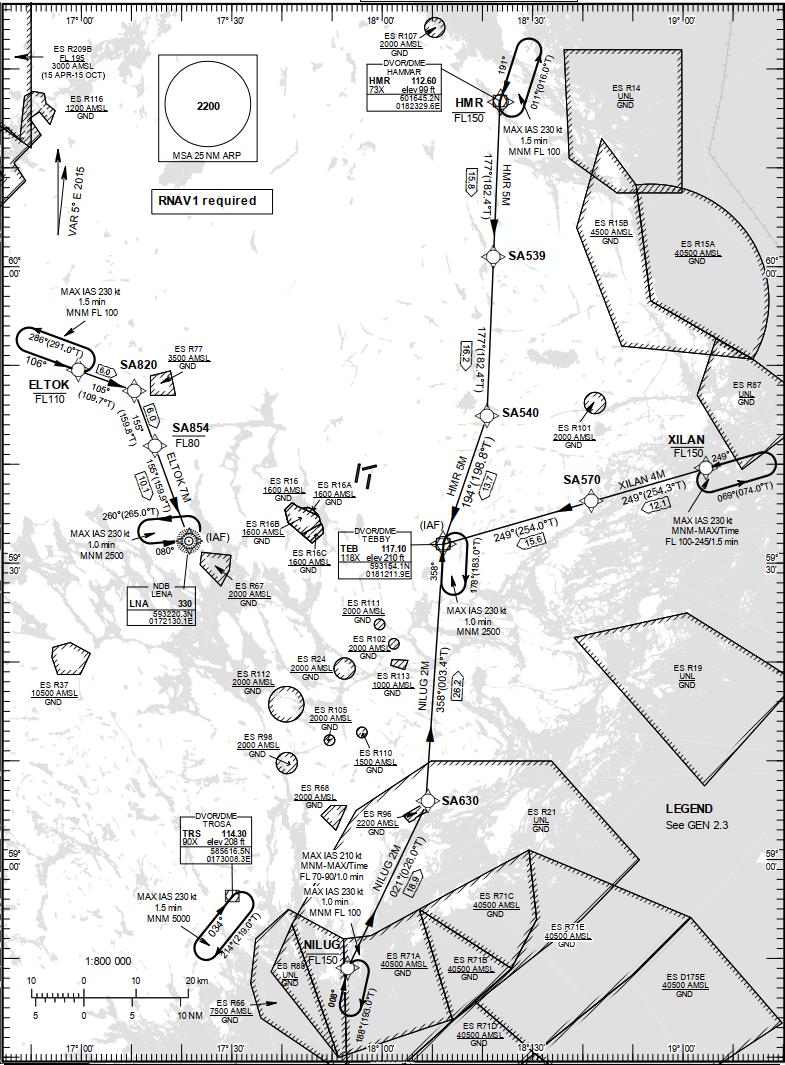 17° 00'
17° 30'
18° 00'
18° 30'
19° 00'
ES R209B
FL 195
3000 AMSL
(15 APR-15 OCT)
ES R116
1200 AMSL
GND
VAR 5° E 2015
2200
MSA 25 NM ARP
RNAV1 required
ES R107
2000 AMSL
GND
DVOR/DME
HAMMAR
HMR 112.60
73X elev 99 ft
601645.2N
0182329.6E
HMR
FL150
191°
011°(016.0°T)
MAX IAS 230 kt
1.5 min
MNM FL 100
ES R14
UNL
GND
177°(182.4°T)
HMR 5M
15.8
ES R15B
4500 AMSL
GND
ES R15A
40500 AMSL
GND
SA539
60°
00'
60°
00'
MAX IAS 230 kt
1.5 min
MNM FL 100
286°(291.0°T)
106°
ELTOK
FL110
6.0
105°
(109.7°T)
SA820
ES R77
3500 AMSL
GND
177°(182.4°T)
16.2
155°
(159.8°T)
6.0
SA854
FL80
SA540
ES R87
UNL
GND
ES R101
2000 AMSL
GND
XILAN
FL150
249°
069°(074.0°T)
MAX IAS 230 kt
MNM-MAX/Time
FL 100-245/1.5 min
155°(159.9°T)
ELTOK 7M
10.7
HMR 5M
194°(198.8°T)
13.7
SA570
XILAN 4M
249°(254.3°T)
12.1
ES R16
1600 AMSL
GND
ES R16A
1600 AMSL
GND
ES R16B
1600 AMSL
GND
ES R16C
1600 AMSL
GND
260°(265.0°T)
080°
(IAF)
MAX IAS 230 kt
1.0 min
MNM 2500
(IAF)
249°(254.0°T)
15.6
DVOR/DME
TEBBY
TEB 117.10
118X elev 210 ft
593154.1N
0181211.9E
358°
178°(183.0°T)
MAX IAS 230 kt
1.0 min
MNM 2500
59°
30'
59°
30'
NDB
LENA
LNA 330
593220.3N
0172130.1E
ES R67
2000 AMSL
GND
ES R111
2000 AMSL
GND
ES R102
2000 AMSL
GND
ES R24
2000 AMSL
GND
ES R113
1000 AMSL
GND
ES R37
10500 AMSL
GND
ES R112
2000 AMSL
GND
ES R105
2000 AMSL
GND
ES R98
2000 AMSL
GND
ES R110
1500 AMSL
GND
NILUG 2M
358°(003.4°T)
26.2
ES R19
UNL
GND
ES R68
2000 AMSL
GND
ES R96
2200 AMSL
GND
SA630
ES R21
UNL
GND
LEGEND
See GEN 2.3
DVOR/DME
TROSA
TRS 114.30
90X elev 208 ft
585616.5N
0173008.3E
59°
00'
59°
00'
MAX IAS 210 kt
MNM-MAX/Time
FL 70-90/1.0 min
MAX IAS 230 kt
1.0 min
MNM FL 100
NILUG 2M
021°(026.0°T)
18.9
MAX IAS 230 kt
1.5 min
MNM 5000
034°
214°(219.0°T)
ES R71C
40500 AMSL
GND
ES R71E
40500 AMSL
GND
NILUG
FL150
008°
188°(193.0°T)
ES R88
UNL
GND
ES R66
7500 AMSL
GND
ES R71A
40500 AMSL
GND
ES R71B
40500 AMSL
GND
ES R71D
40500 AMSL
GND
ES D175E
40500 AMSL
GND
1:800 000
10 0 10 20 km
5 0 5 10 NM
17° 00'
17° 30'
18° 00'
18° 30'
19° 00'